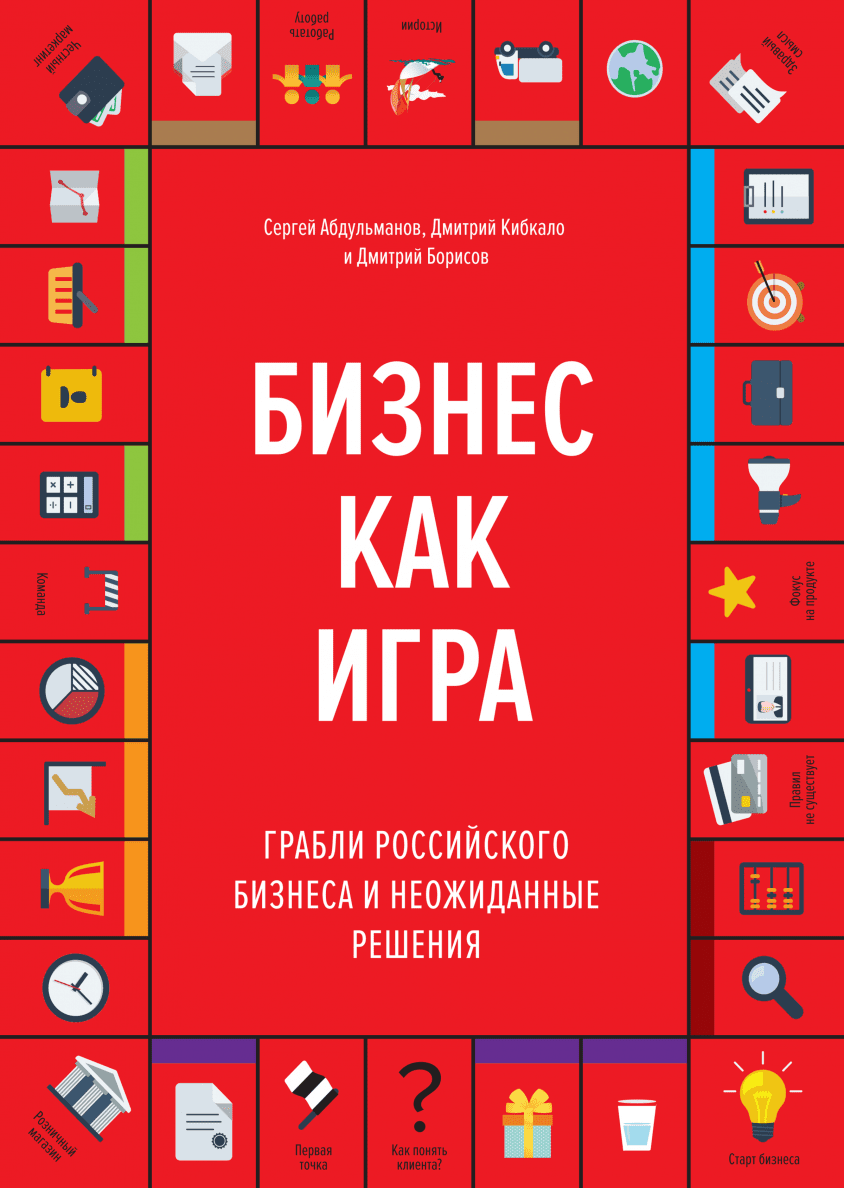 Честный
маркетинг
Работать
работу
Истории
Здравый
смысл
Сергей Абдульманов, Дмитрий Кибкало
и Дмитрий Борисов
БИЗНЕС
КАК
ИГРА
Команда
Фокус
на продукте
Правил
не существует
ГРАБЛИ РОССИЙСКОГО
БИЗНЕСА И НЕОЖИДАННЫЕ
РЕШЕНИЯ
Розничный
магазин
Первая
точка
?
Как понять
клиента?
Старт бизнеса